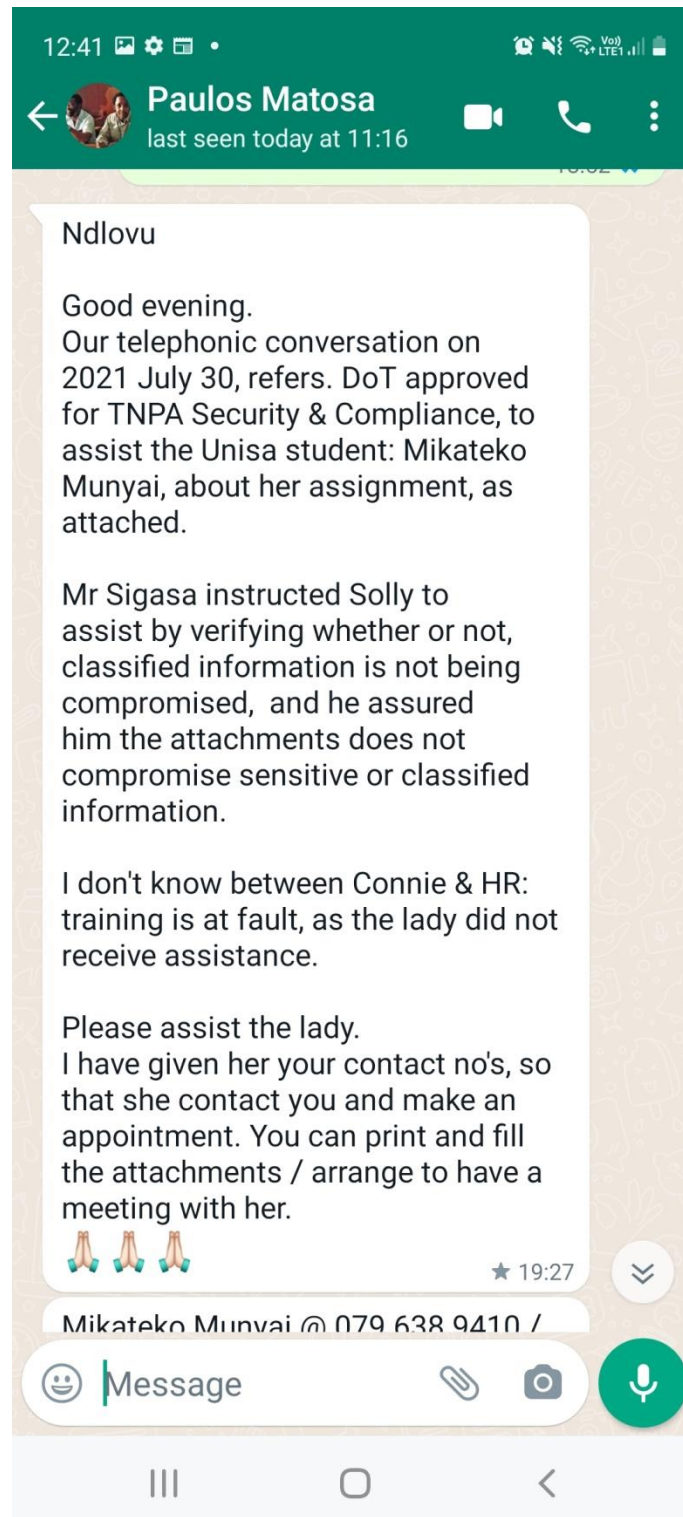 12:41
LTE1
Paulos Matosa
last seen today at 11:16
Ndlovu
Good evening.
Our telephonic conversation on
2021 July 30, refers. DoT approved
for TNPA Security & Compliance, to
assist the Unisa student: Mikateko
Munyai, about her assignment, as
attached.
Mr Sigasa instructed Solly to
assist by verifying whether or not,
classified information is not being
compromised,  and he assured
him the attachments does not
compromise sensitive or classified
information.
I don't know between Connie & HR:
training is at fault, as the lady did not
receive assistance.
Please assist the lady.
I have given her your contact no's, so
that she contact you and make an
appointment. You can print and fill
the attachments / arrange to have a
meeting with her.
19:27
Mikateko Munyai @ 079 638 9410 /
Message